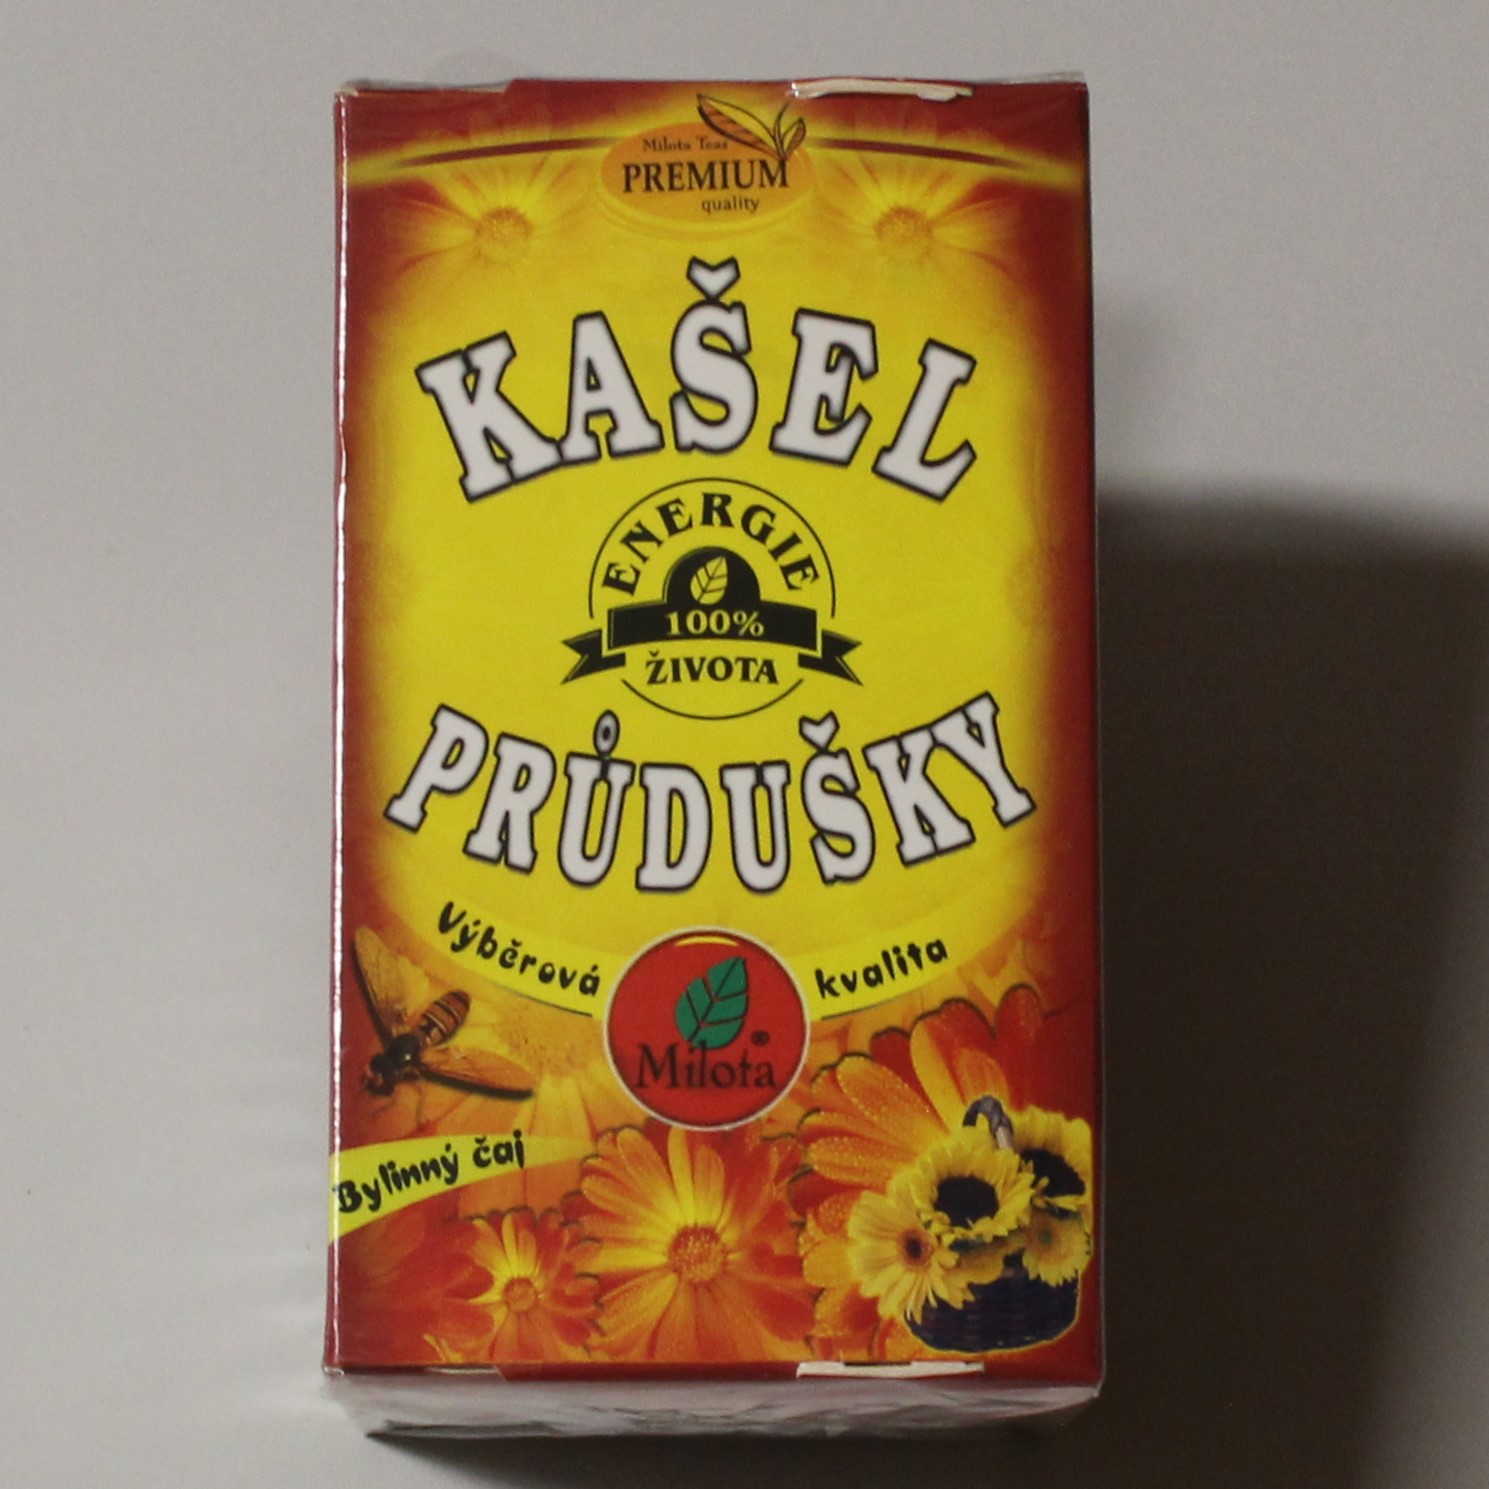 Milota Teas
PREMIUM
quality
KAŠEL
ENERGIE
100%
ŽIVOTA
PRŮDUŠKY
Výběrová kvalita
Milota®
Bylinný čaj